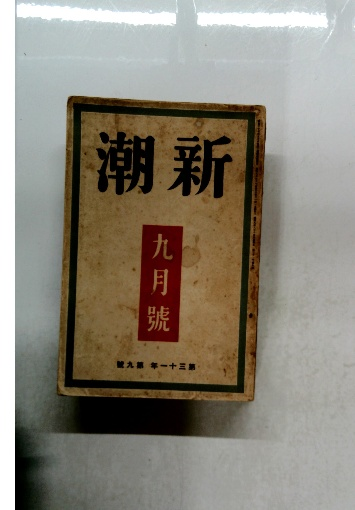 新潮
九月號
第三十一年 第九號